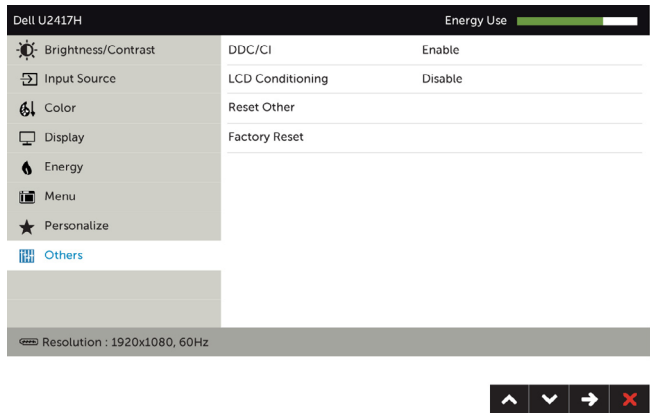 Dell U2417H Energy Use
Brightness/Contrast DDC/CI Enable
Input Source LCD Conditioning Disable
Color Reset Other
Display Factory Reset
Energy
Menu
Personalize
Others
Resolution : 1920x1080, 60Hz